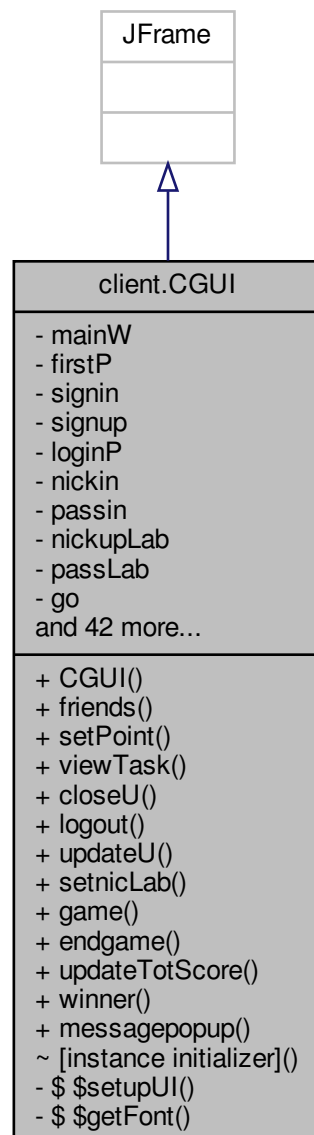 JFrame
client.CGUI
- mainW
- firstP
- signin
- signup
- loginP
- nickin
- passin
- nickupLab
- passLab
- go
and 42 more...
+ CGUI()
+ friends()
+ setPoint()
+ viewTask()
+ closeU()
+ logout()
+ updateU()
+ setnicLab()
+ game()
+ endgame()
+ updateTotScore()
+ winner()
+ messagepopup()
~ [instance initializer]()
- $ $setupUI()
- $ $getFont()